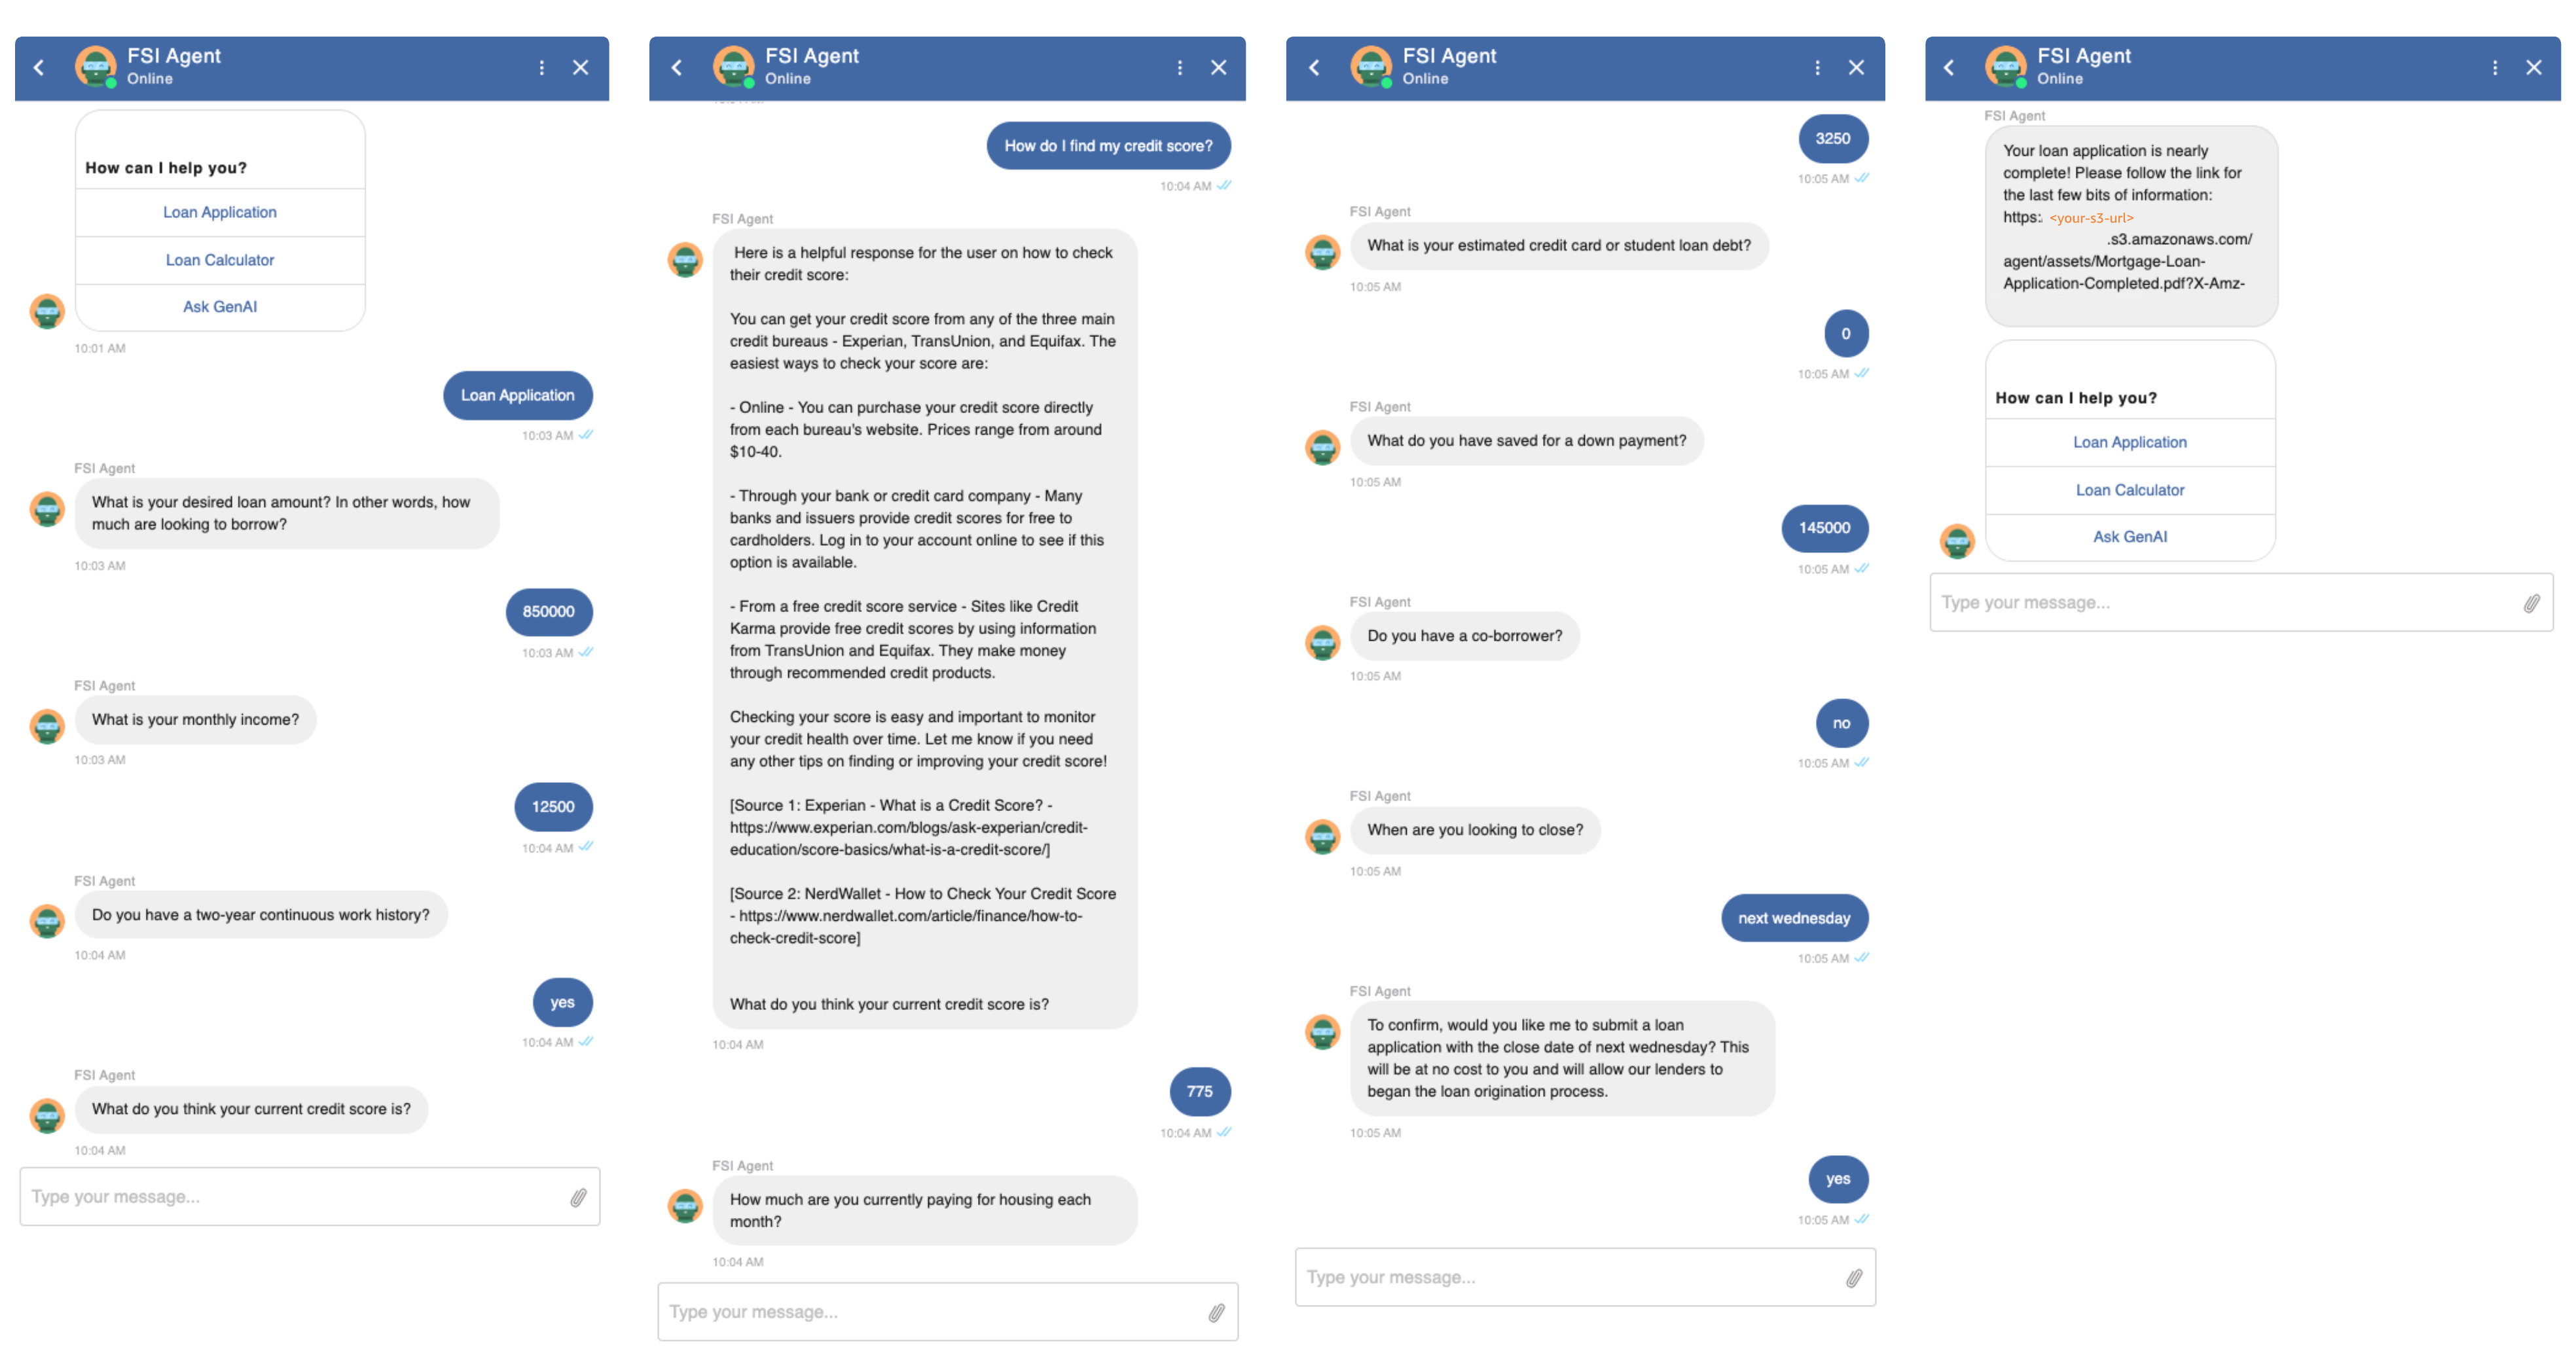 FSI Agent
Online
How can I help you?
Loan Application
Loan Calculator
Ask GenAI
10:01 AM
Loan Application
10:03 AM
FSI Agent
What is your desired loan amount? In other words, how
much are looking to borrow?
10:03 AM
850000
10:03 AM
FSI Agent
What is your monthly income?
10:03 AM
12500
10:04 AM
FSI Agent
Do you have a two-year continuous work history?
10:04 AM
yes
10:04 AM
FSI Agent
What do you think your current credit score is?
10:04 AM
Type your message...
FSI Agent
Online
How do I find my credit score?
10:04 AM
FSI Agent
Here is a helpful response for the user on how to check
their credit score:
You can get your credit score from any of the three main
credit bureaus - Experian, TransUnion, and Equifax. The
easiest ways to check your score are:
- Online - You can purchase your credit score directly
from each bureau's website. Prices range from around
$10-40.
- Through your bank or credit card company - Many
banks and issuers provide credit scores for free to
cardholders. Log in to your account online to see if this
option is available.
- From a free credit score service - Sites like Credit
Karma provide free credit scores by using information
from TransUnion and Equifax. They make money
through recommended credit products.
Checking your score is easy and important to monitor
your credit health over time. Let me know if you need
any other tips on finding or improving your credit score!
[Source 1: Experian - What is a Credit Score? -
https://www.experian.com/blogs/ask-experian/credit-
education/score-basics/what-is-a-credit-score/]
[Source 2: NerdWallet - How to Check Your Credit Score
- https://www.nerdwallet.com/article/finance/how-to-
check-credit-score]
What do you think your current credit score is?
10:04 AM
775
10:04 AM
FSI Agent
How much are you currently paying for housing each
month?
10:04 AM
Type your message...
FSI Agent
Online
3250
10:05 AM
FSI Agent
What is your estimated credit card or student loan debt?
10:05 AM
0
10:05 AM
FSI Agent
What do you have saved for a down payment?
10:05 AM
145000
10:05 AM
FSI Agent
Do you have a co-borrower?
10:05 AM
no
10:05 AM
FSI Agent
When are you looking to close?
10:05 AM
next wednesday
10:05 AM
FSI Agent
To confirm, would you like me to submit a loan
application with the close date of next wednesday? This
will be at no cost to you and will allow our lenders to
began the loan origination process.
10:05 AM
yes
10:05 AM
Type your message...
FSI Agent
Online
FSI Agent
Your loan application is nearly
complete! Please follow the link for
the last few bits of information:
https: <your-s3-url>
.s3.amazonaws.com/
agent/assets/Mortgage-Loan-
Application-Completed.pdf?X-Amz-
How can I help you?
Loan Application
Loan Calculator
Ask GenAI
Type your message...